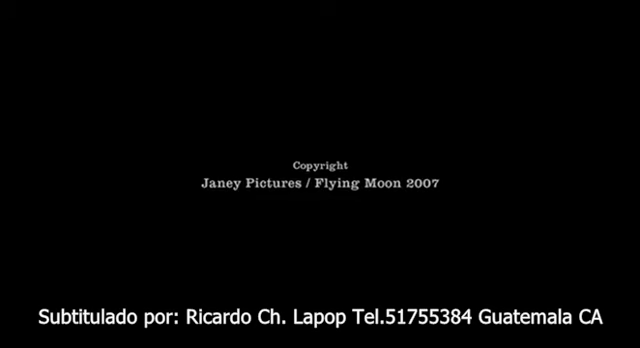 Copyright
Janey Pictures / Flying Moon 2007
Subtitulado por: Ricardo Ch. Lapop Tel.51755384 Guatemala CA